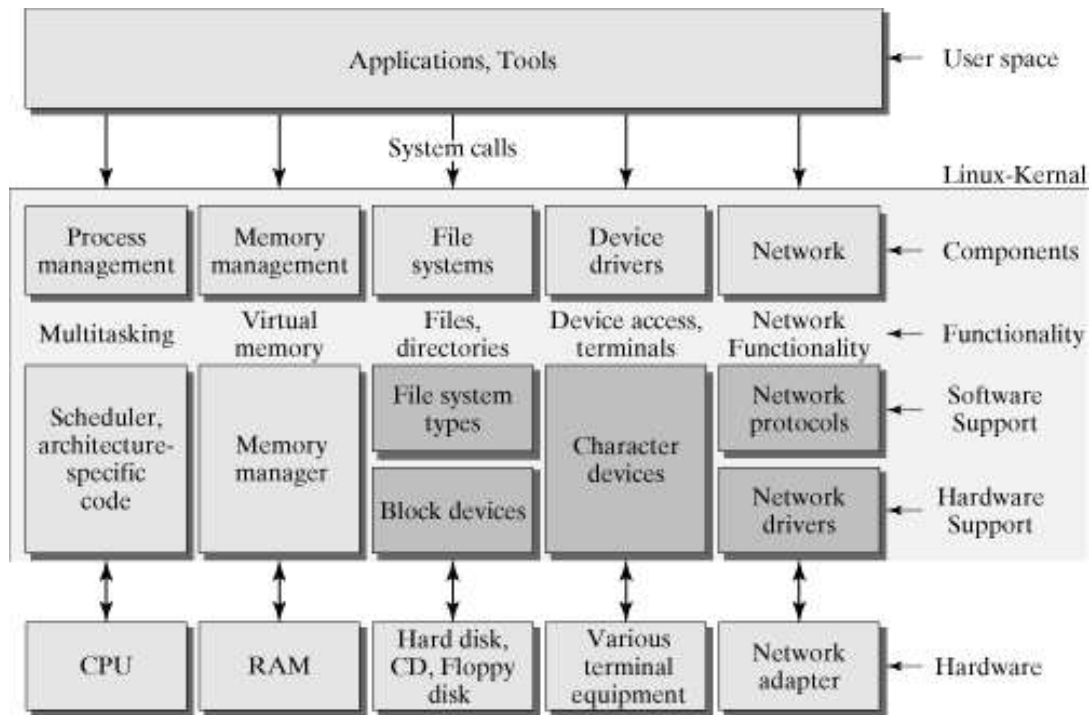 Applications, Tools
User space
System calls
Linux-Kernal
Process
management
Memory
management
File
systems
Device
drivers
Network
Components
Multitasking
Virtual
memory
Files,
directories
Device access,
terminals
Network
Functionality
Functionality
Scheduler,
architecture-
specific
code
Memory
manager
File system
types
Block devices
Character
devices
Network
protocols
Network
drivers
Software
Support
Hardware
Support
CPU
RAM
Hard disk,
CD, Floppy
disk
Various
terminal
equipment
Network
adapter
Hardware